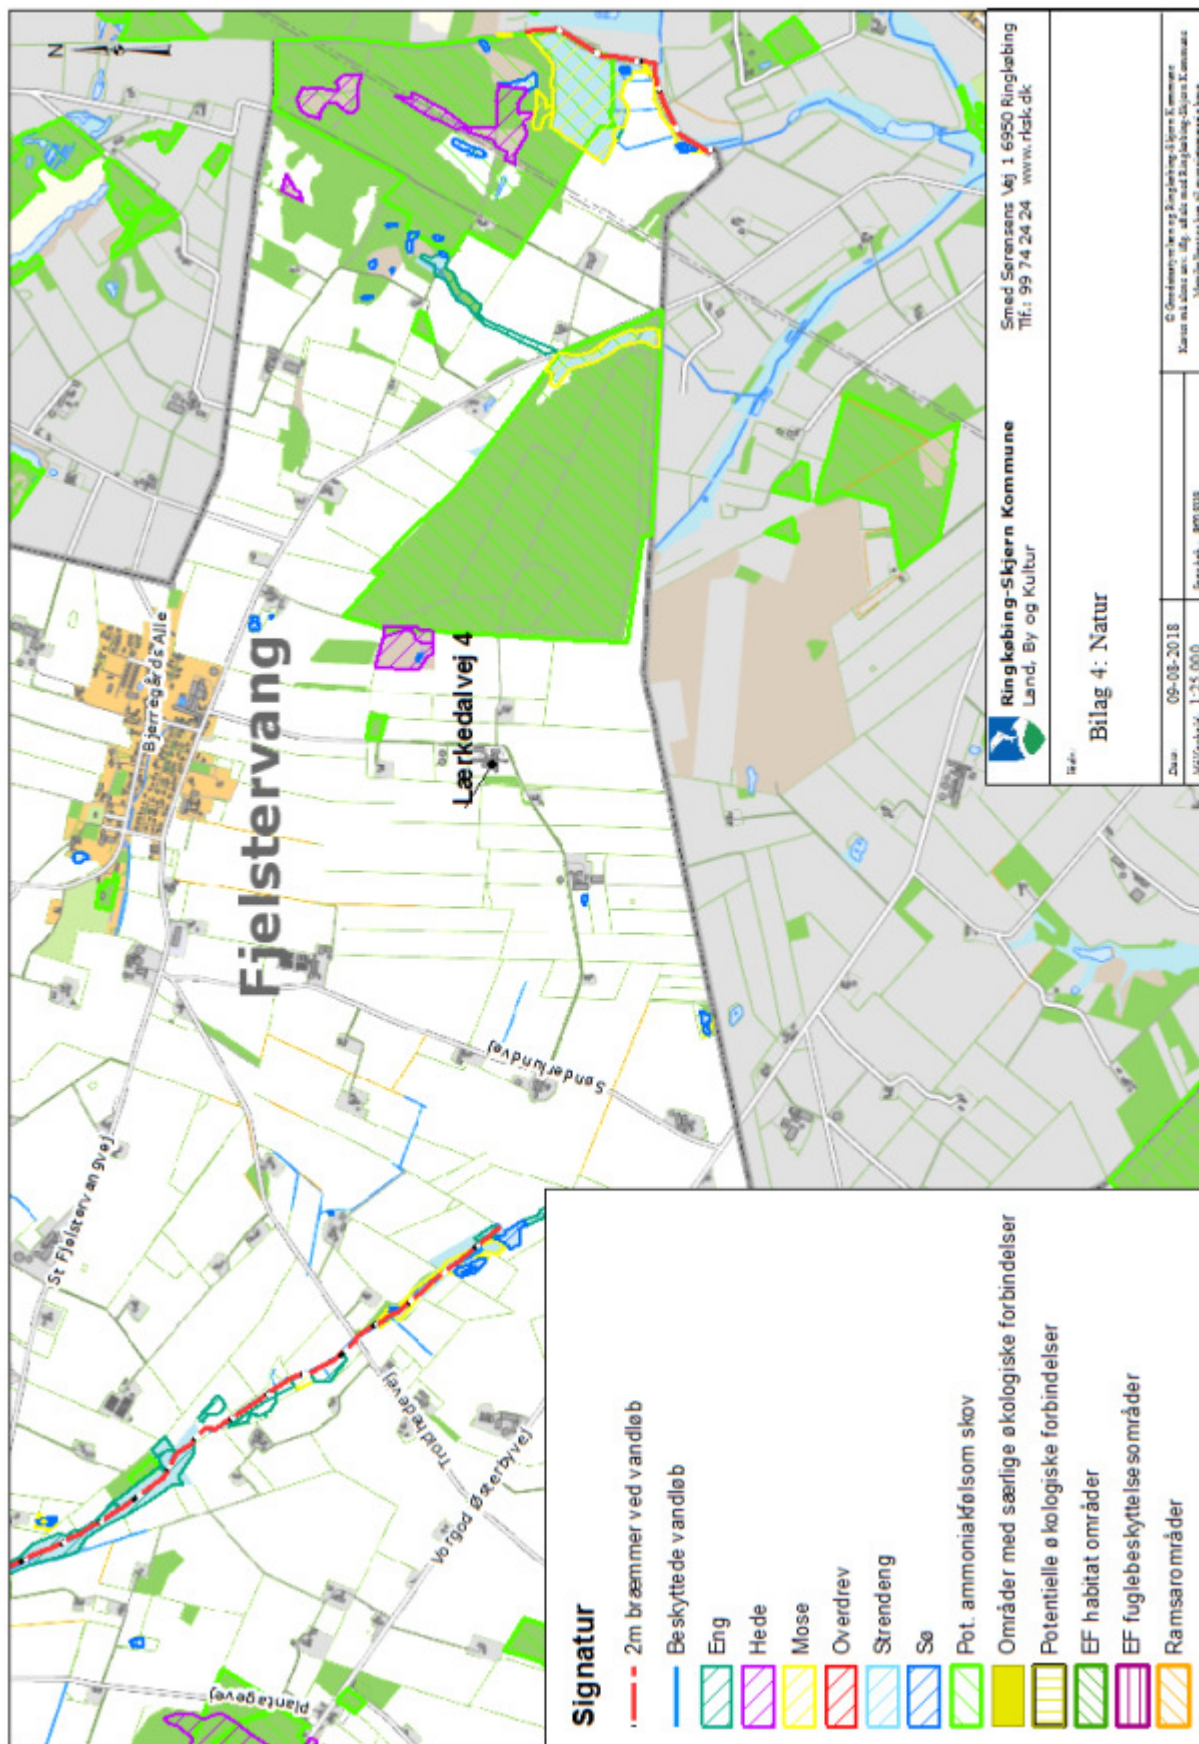 N
Bjerregårds Alle
Fjelstervang
Lærkedalvej 4
St Fjelstervangvej
Sønderlundvej
Troldhedevej
Vorgod Østerbyvej
Plantagevej
Signatur
2m bræmmer ved vandløb
Beskyttede vandløb
Eng
Hede
Mose
Overdrev
Strandeng
Sø
Pot. ammoniakfølsom skov
Områder med særlige økologiske forbindelser
Potentielle økologiske forbindelser
EF habitat områder
EF fuglebeskyttelsesområder
Ramsarområder
Ringkøbing-Skjern Kommune
Land, By og Kultur
Smed Sørensens Vej 1 6950 Ringkøbing
Tlf.: 99 74 24 24 www.rksk.dk
Bilag 4: Natur
09-08-2018
1:25.000